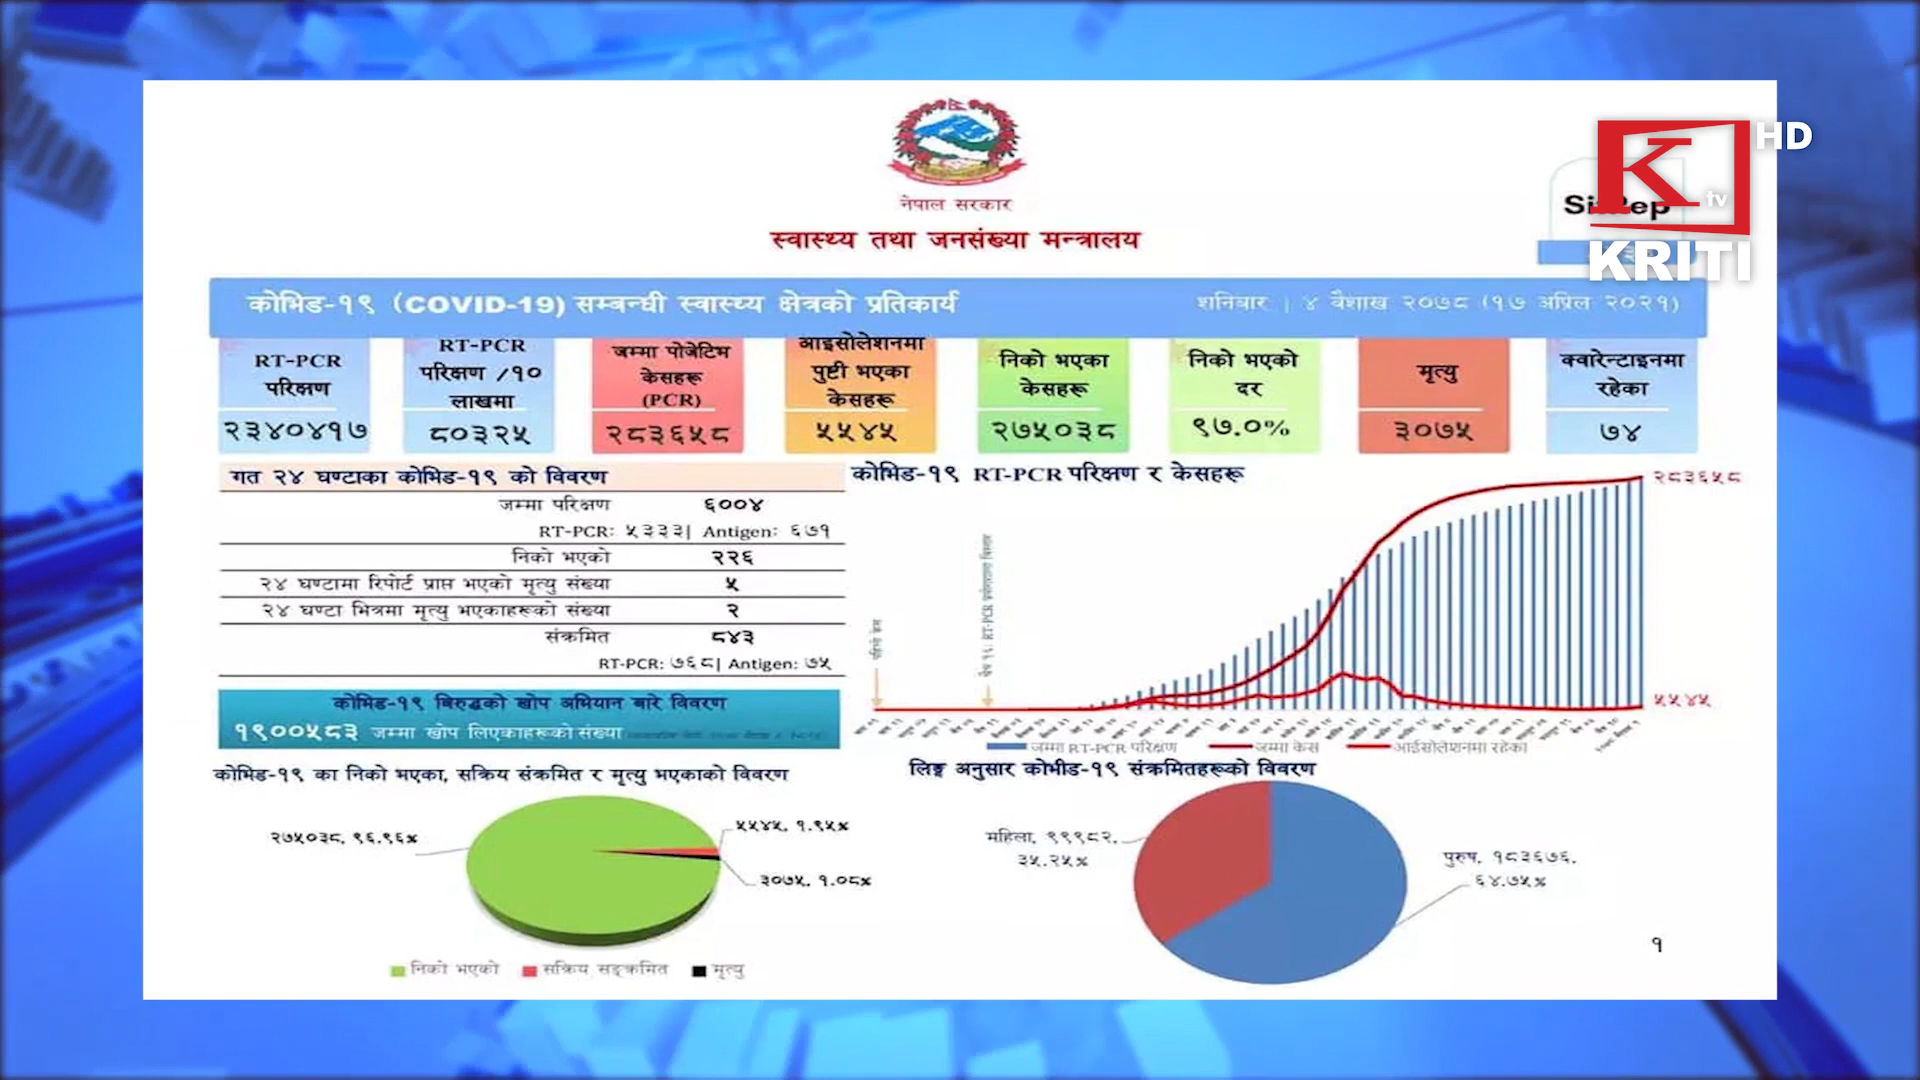 नेपाल सरकार
स्वास्थ्य तथा जनसंख्या मन्त्रालय
K tv HD
KRITI
कोभिड-१९ (COVID-19) सम्बन्धी स्वास्थ्य क्षेत्रको प्रतिकार्य
शनिबार | ४ बैशाख २०७८ (१७ अप्रिल २०२१)
RT-PCR
परिक्षण
२३४०४१७
RT-PCR
परिक्षण /१०
लाखमा
८०३२५
जम्मा पोजेटिभ
केसहरू
(PCR)
२८३६५८
आइसोलेशनमा
पुष्टी भएका
केसहरू
५५४५
निको भएका
केसहरू
२७५०३८
निको भएको
दर
९७.०%
मृत्यु
३०७५
क्वारेन्टाइनमा
रहेका
७४
गत २४ घण्टाका कोभिड-१९ को विवरण
जम्मा परिक्षण ६००४
RT-PCR: ५३३३| Antigen: ६७१
निको भएको २२६
२४ घण्टामा रिपोर्ट प्राप्त भएको मृत्यु संख्या ५
२४ घण्टा भित्रमा मृत्यु भएकाहरूको संख्या २
संक्रमित ८४३
RT-PCR: ७६८| Antigen: ७५
कोभिड-१९ बिरुद्धको खोप अभियान बारे विवरण
१९००५८३ जम्मा खोप लिएकाहरूको संख्या
कोभिड-१९ RT-PCR परिक्षण र केसहरू
२८३६५८
पहिलो केस
५५४५
जम्मा RT-PCR परिक्षण
जम्मा केस
आईसोलेशनमा रहेका
कोभिड-१९ का निको भएका, सक्रिय संक्रमित र मृत्यु भएकाको विवरण
२७५०३८, ९६.९६%
५५४५, १.९५%
३०७५, १.०८%
निको भएको
सक्रिय सङ्क्रमित
मृत्यु
लिङ्ग अनुसार कोभीड-१९ संक्रमितहरूको विवरण
महिला, ९९९८२,
३५.२५%
पुरुष, १८३६७६,
६४.७५%
१